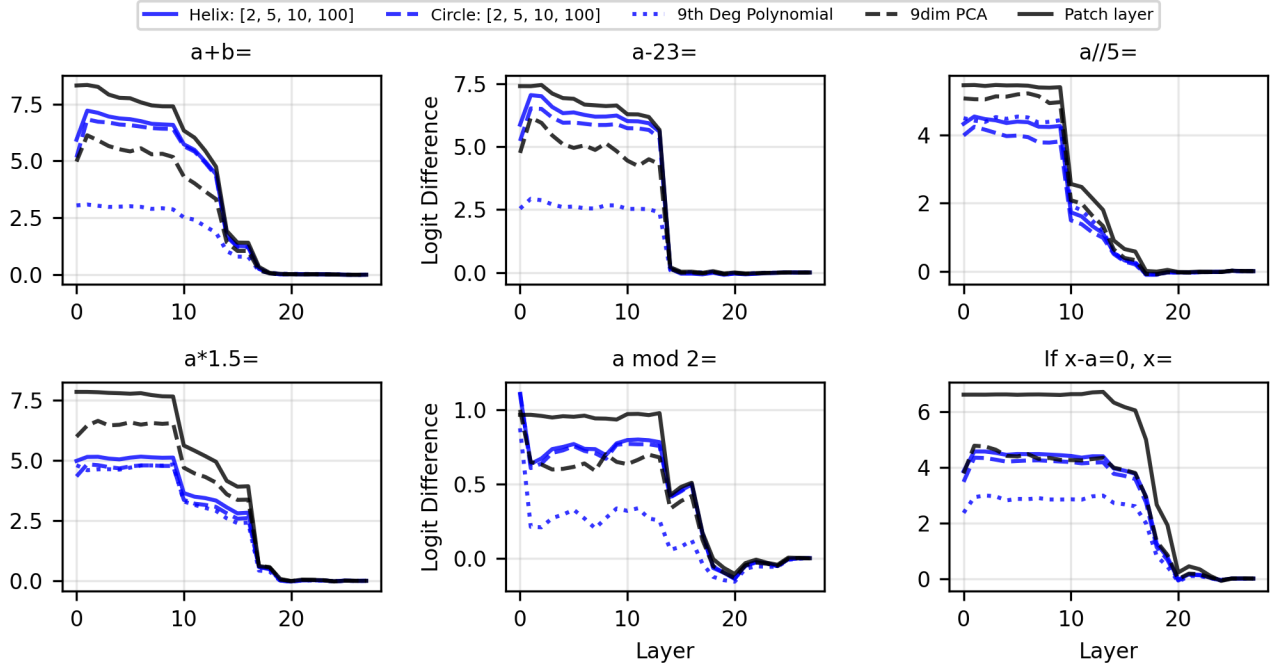 Helix: [2, 5, 10, 100] Circle: [2, 5, 10, 100] 9th Deg Polynomial 9dim PCA Patch layer
a+b= a-23= a//5=
7.5
5.0
2.5
0.0
0 10 20
Logit Difference
7.5
5.0
2.5
0.0
0 10 20
4
2
0
0 10 20
a*1.5= a mod 2= If x-a=0, x=
7.5
5.0
2.5
0.0
0 10 20
Logit Difference
1.0
0.5
0.0
0 10 20
Layer
6
4
2
0
0 10 20
Layer